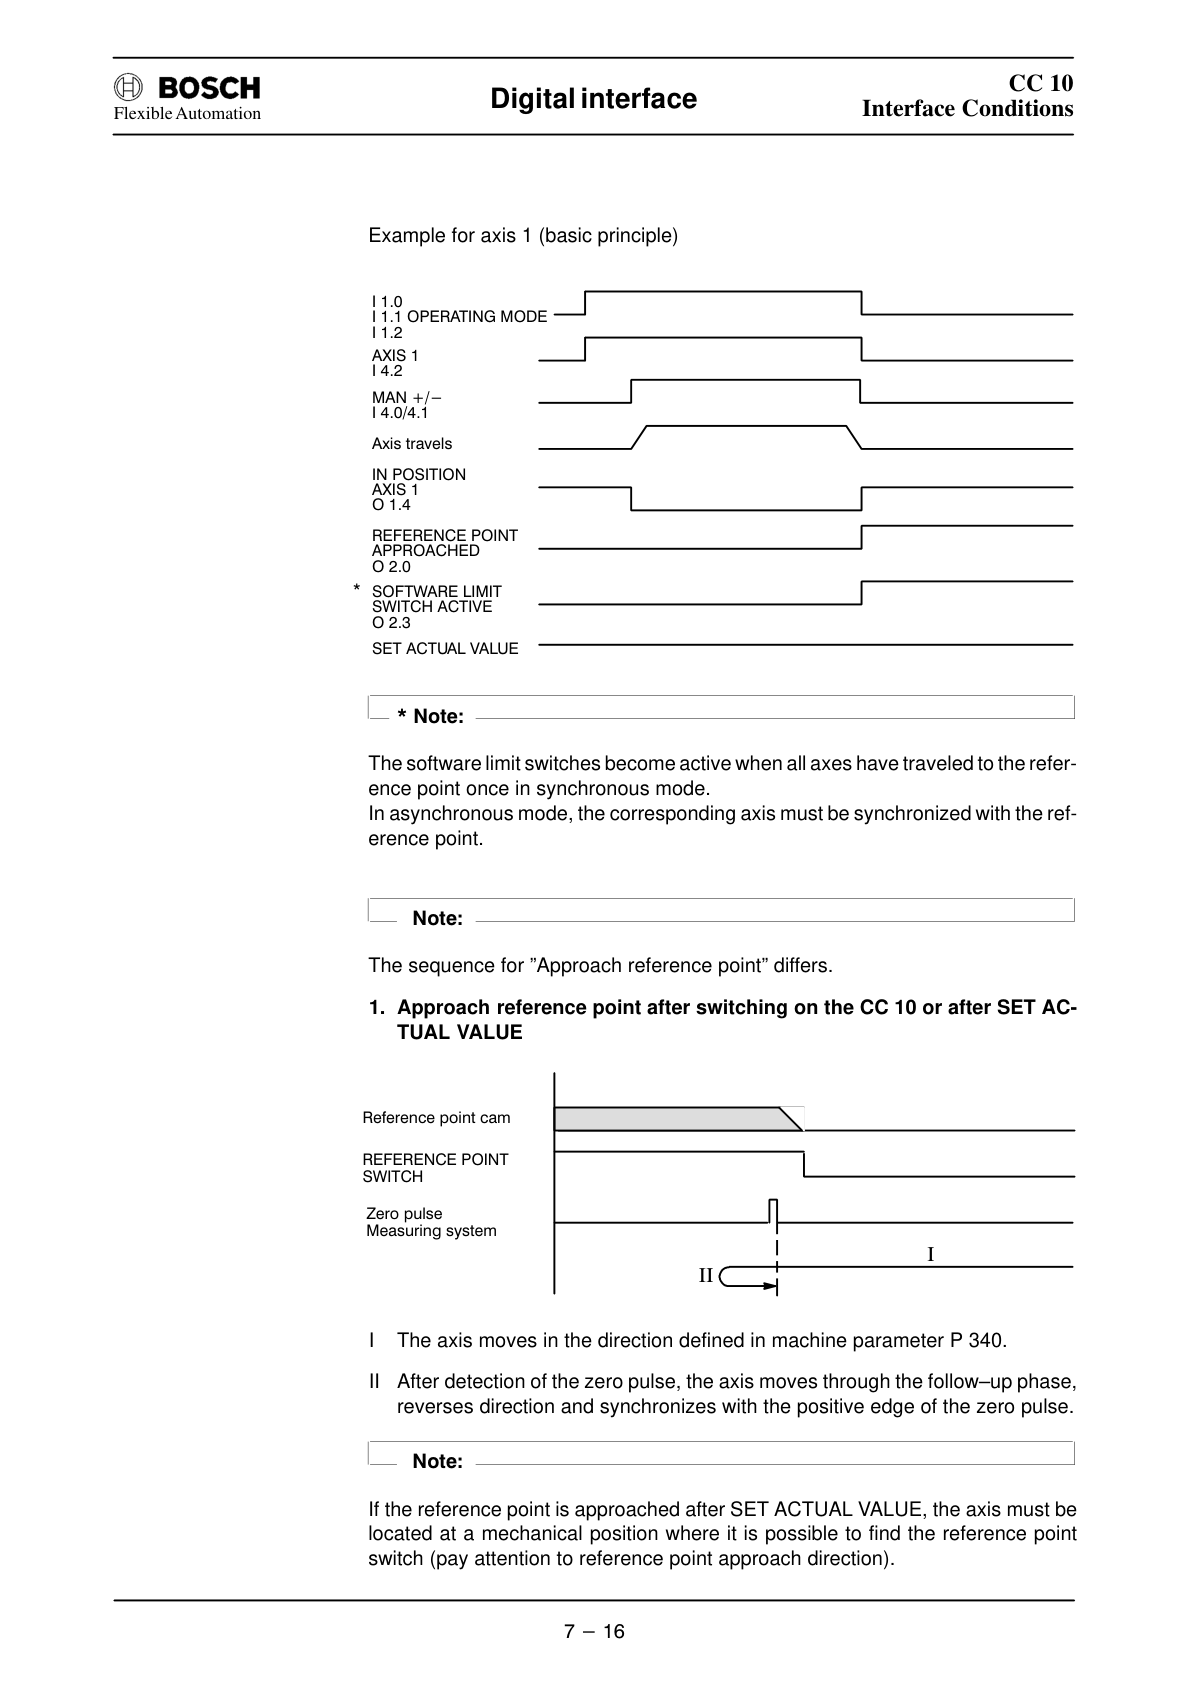 BOSCH
Flexible Automation
Digital interface
CC 10
Interface Conditions
Example for axis 1 (basic principle)
I 1.0
I 1.1 OPERATING MODE
I 1.2
AXIS 1
I 4.2
MAN +/−
I 4.0/4.1
Axis travels
IN POSITION
AXIS 1
O 1.4
REFERENCE POINT
APPROACHED
O 2.0
* SOFTWARE LIMIT
SWITCH ACTIVE
O 2.3
SET ACTUAL VALUE
* Note:
The software limit switches become active when all axes have traveled to the refer-
ence point once in synchronous mode.
In asynchronous mode, the corresponding axis must be synchronized with the ref-
erence point.
Note:
The sequence for ”Approach reference point” differs.
1. Approach reference point after switching on the CC 10 or after SET AC-
TUAL VALUE
Reference point cam
REFERENCE POINT
SWITCH
Zero pulse
Measuring system
I
II
I The axis moves in the direction defined in machine parameter P 340.
II After detection of the zero pulse, the axis moves through the follow–up phase,
reverses direction and synchronizes with the positive edge of the zero pulse.
Note:
If the reference point is approached after SET ACTUAL VALUE, the axis must be
located at a mechanical position where it is possible to find the reference point
switch (pay attention to reference point approach direction).
7 − 16